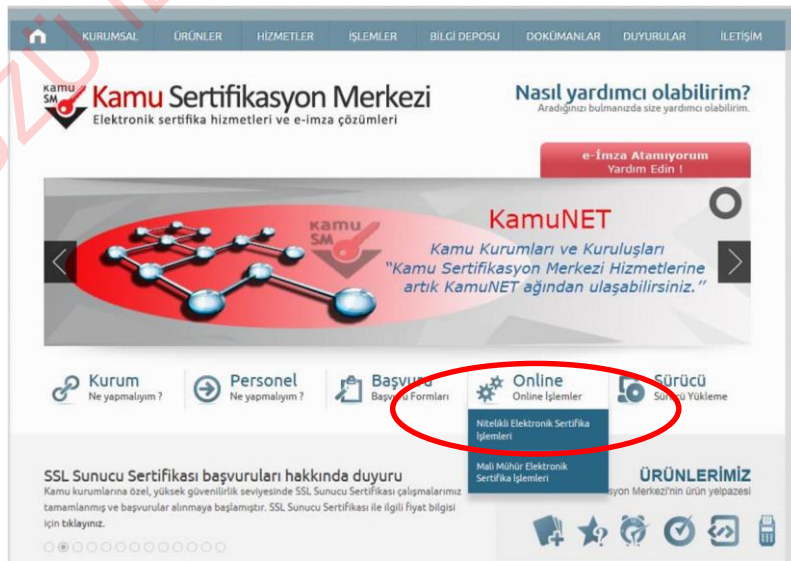 KURUMSAL ÜRÜNLER HİZMETLER İŞLEMLER BİLGİ DEPOSU DOKÜMANLAR DUYURULAR İLETİŞİM
kamu SM
Kamu Sertifikasyon Merkezi
Elektronik sertifika hizmetleri ve e-imza çözümleri
Nasıl yardımcı olabilirim?
Aradığınızı bulmanızda size yardımcı olabilirim.
e-İmza Atamıyorum
Yardım Edin !
kamu SM
KamuNET
Kamu Kurumları ve Kuruluşları
“Kamu Sertifikasyon Merkezi Hizmetlerine
artık KamuNET ağından ulaşabilirsiniz.”
Kurum
Ne yapmalıyım ?
Personel
Ne yapmalıyım ?
Başvuru
Başvuru Formları
Online
Online İşlemler
Sürücü
Sürücü Yükleme
Nitelikli Elektronik Sertifika
İşlemleri
Mali Mühür Elektronik
Sertifika İşlemleri
SSL Sunucu Sertifikası başvuruları hakkında duyuru
Kamu kurumlarına özel, yüksek güvenilirlik seviyesinde SSL Sunucu Sertifikası çalışmalarımız
tamamlanmış ve başvurular alınmaya başlamıştır. SSL Sunucu Sertifikası ile ilgili fiyat bilgisi
için tıklayınız.
ÜRÜNLERİMİZ
syon Merkezi'nin ürün yelpazesi